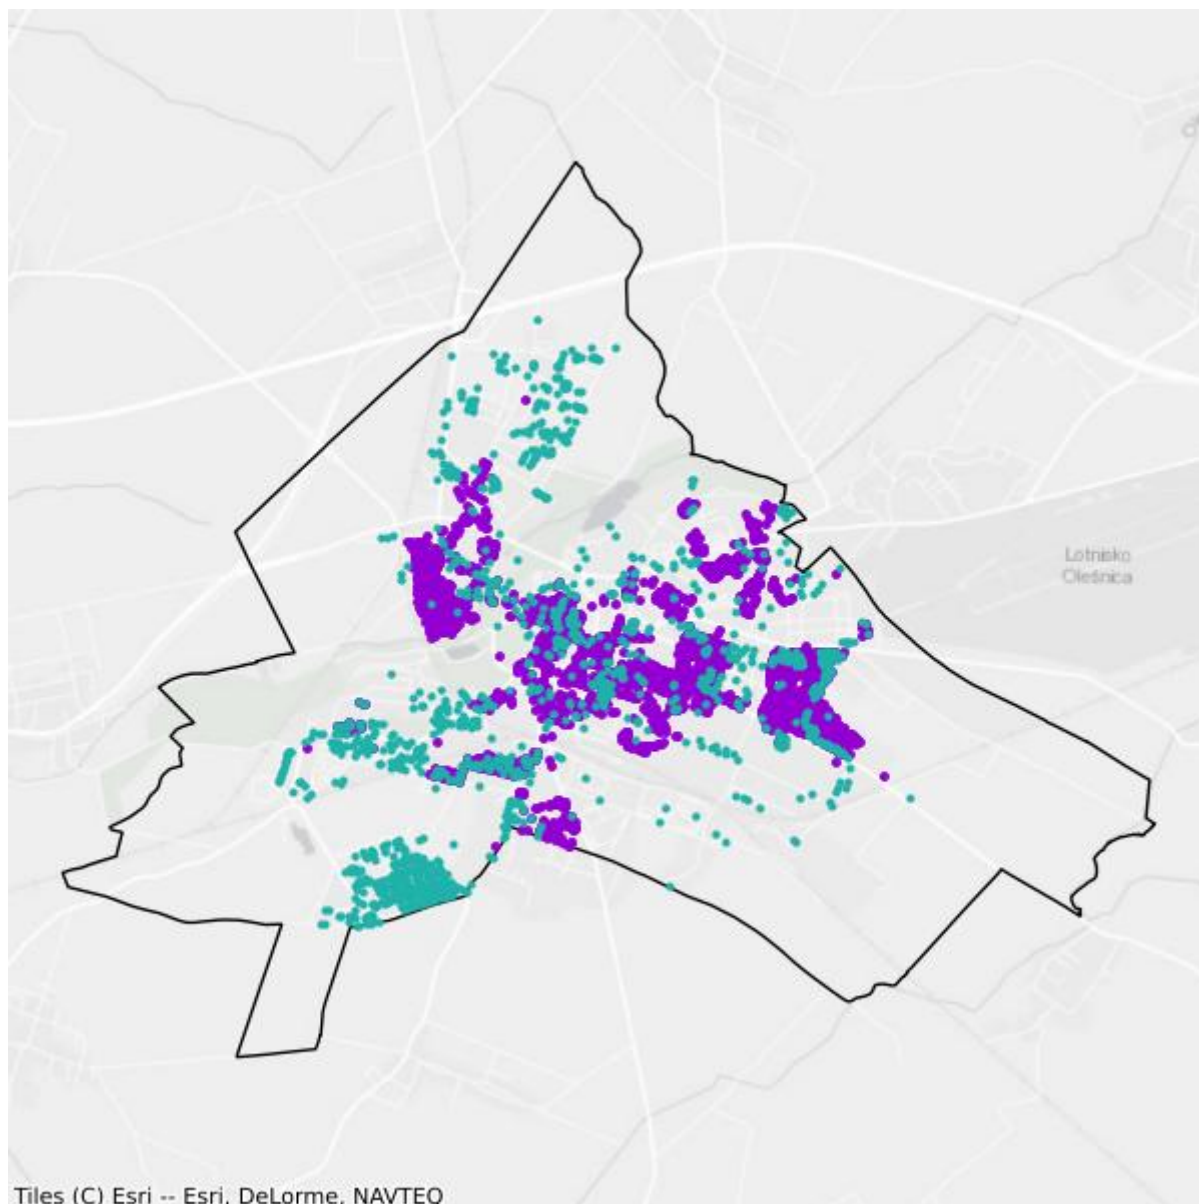 Lotnisko
Oleśnica
Tiles (C) Esri -- Esri, DeLorme, NAVTEQ